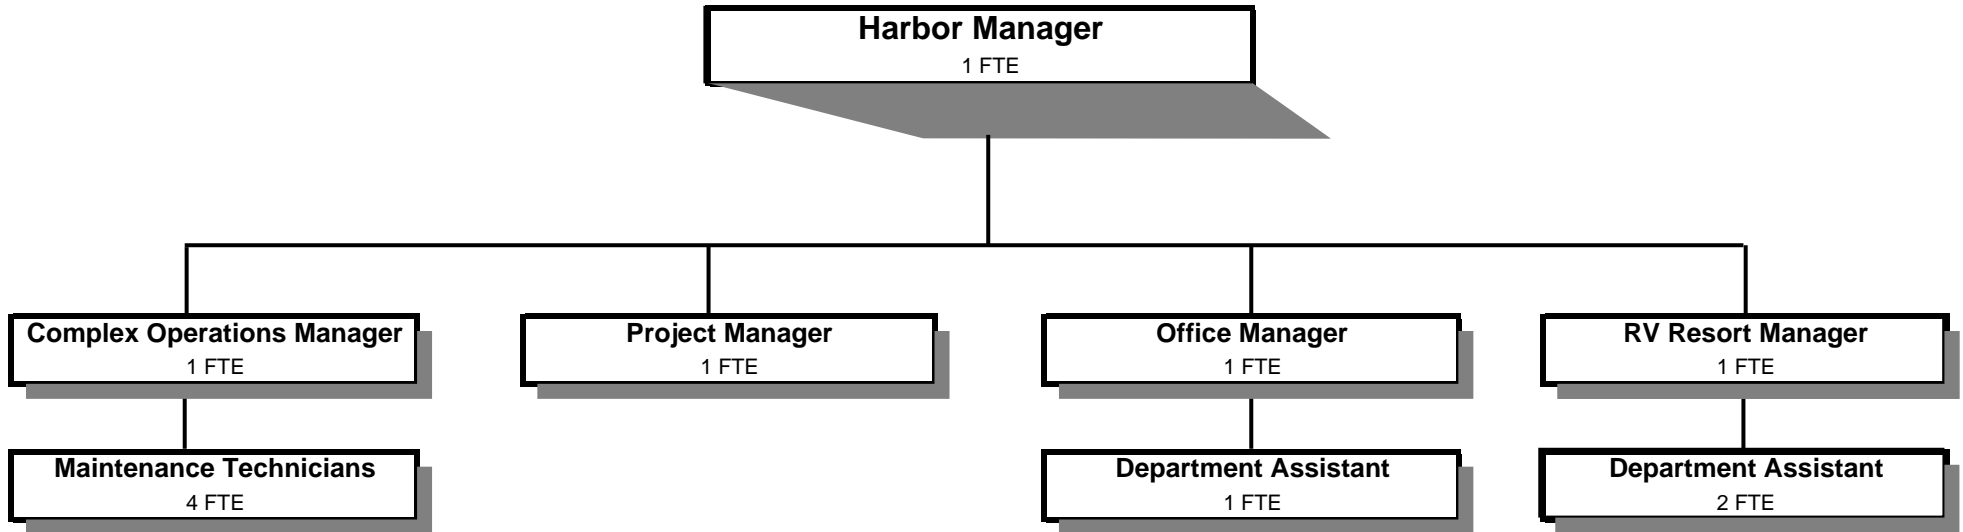 Harbor Manager
1 FTE
Complex Operations Manager
1 FTE
Project Manager
1 FTE
Office Manager
1 FTE
RV Resort Manager
1 FTE
Maintenance Technicians
4 FTE
Department Assistant
1 FTE
Department Assistant
2 FTE